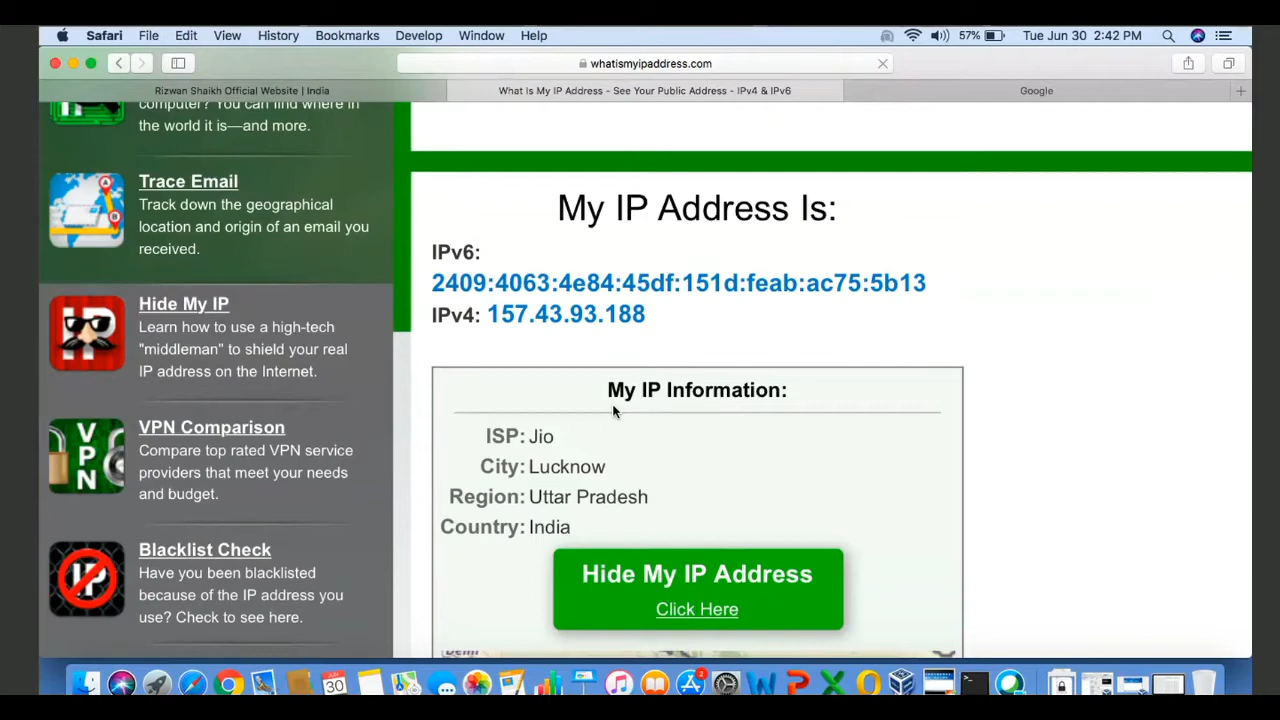 Safari File Edit View History Bookmarks Develop Window Help 57% Tue Jun 30 2:42 PM
whatismyipaddress.com
Rizwan Shaikh Official Website | India What Is My IP Address - See Your Public Address - IPv4 & IPv6 Google
computer? You can find where in
the world it is—and more.
Trace Email
Track down the geographical
location and origin of an email you
received.
Hide My IP
Learn how to use a high-tech
"middleman" to shield your real
IP address on the Internet.
VPN Comparison
Compare top rated VPN service
providers that meet your needs
and budget.
Blacklist Check
Have you been blacklisted
because of the IP address you
use? Check to see here.
IP
VPN
IP
My IP Address Is:
IPv6:
2409:4063:4e84:45df:151d:feab:ac75:5b13
IPv4: 157.43.93.188
My IP Information:
ISP: Jio
City: Lucknow
Region: Uttar Pradesh
Country: India
Hide My IP Address
Click Here
Delhi
30
2